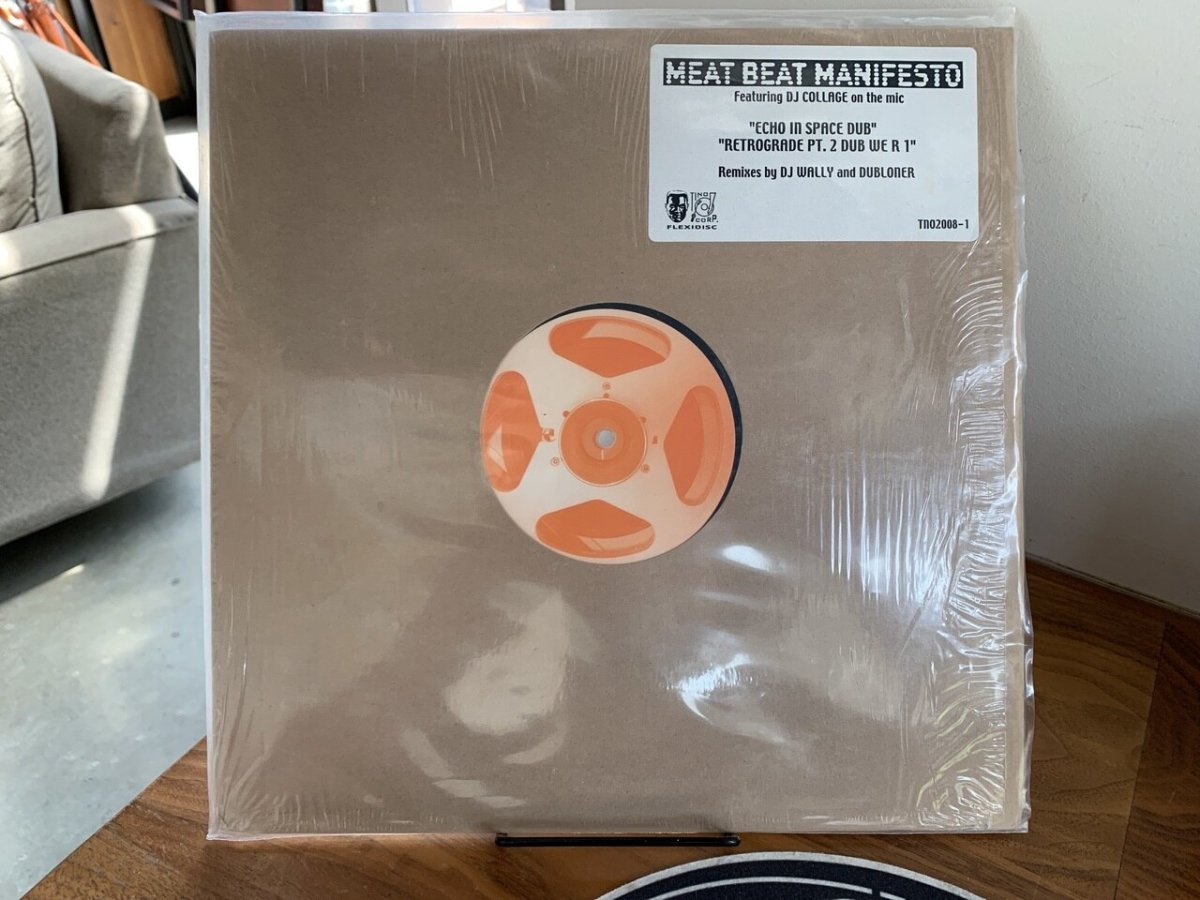 MEAT BEAT MANIFESTO
Featuring DJ COLLAGE on the mic
"ECHO IN SPACE DUB"
"RETROGRADE PT. 2 DUB WE R 1"
Remixes by DJ WALLY and DUBLONER
TINO
CORP.
FLEXIDISC
TNO2008-1